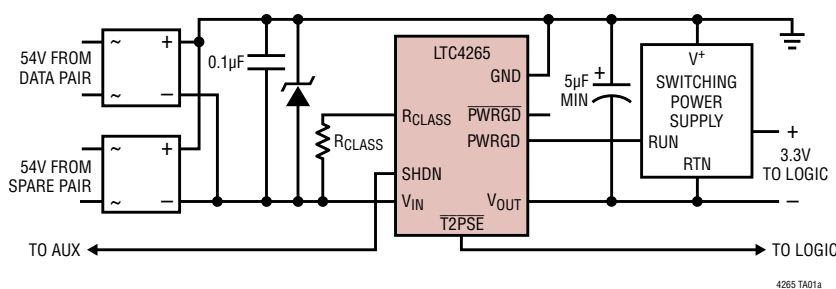 54V FROM
DATA PAIR
~
+
~
−
54V FROM
SPARE PAIR
~
+
~
−
0.1µF
RCLASS
LTC4265
GND
RCLASS
PWRGD
PWRGD
SHDN
VIN
VOUT
T2PSE
5µF
MIN
+
V+
SWITCHING
POWER
SUPPLY
RUN
RTN
+
3.3V
TO LOGIC
−
TO AUX
TO LOGIC
4265 TA01a